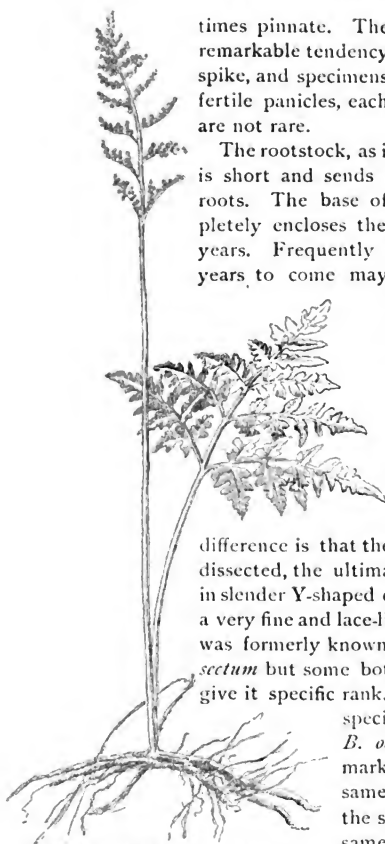 times pinnate. The
remarkable tendency
spike, and specimens
fertile panicles, each
are not rare.
The rootstock, as i
is short and sends
roots. The base of
pletely encloses the
years. Frequently
years to come may
difference is that the
dissected, the ultima
in slender Y-shaped
a very fine and lace-l
was formerly known
sectum but some bot
give it specific rank.
speci
B. o
mark
same
the s
same